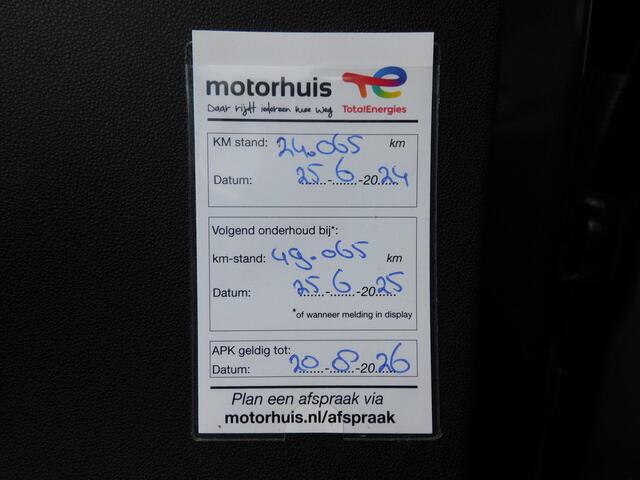 motorhuis
Daar rijdt iedereen mee weg
TotalEnergies
KM stand: 24.065 km
Datum: 25-6-2024
Volgend onderhoud bij*:
km-stand: 49.065 km
Datum: 25-6-2025
*of wanneer melding in display
APK geldig tot:
Datum: 20-8-2026
Plan een afspraak via
motorhuis.nl/afspraak